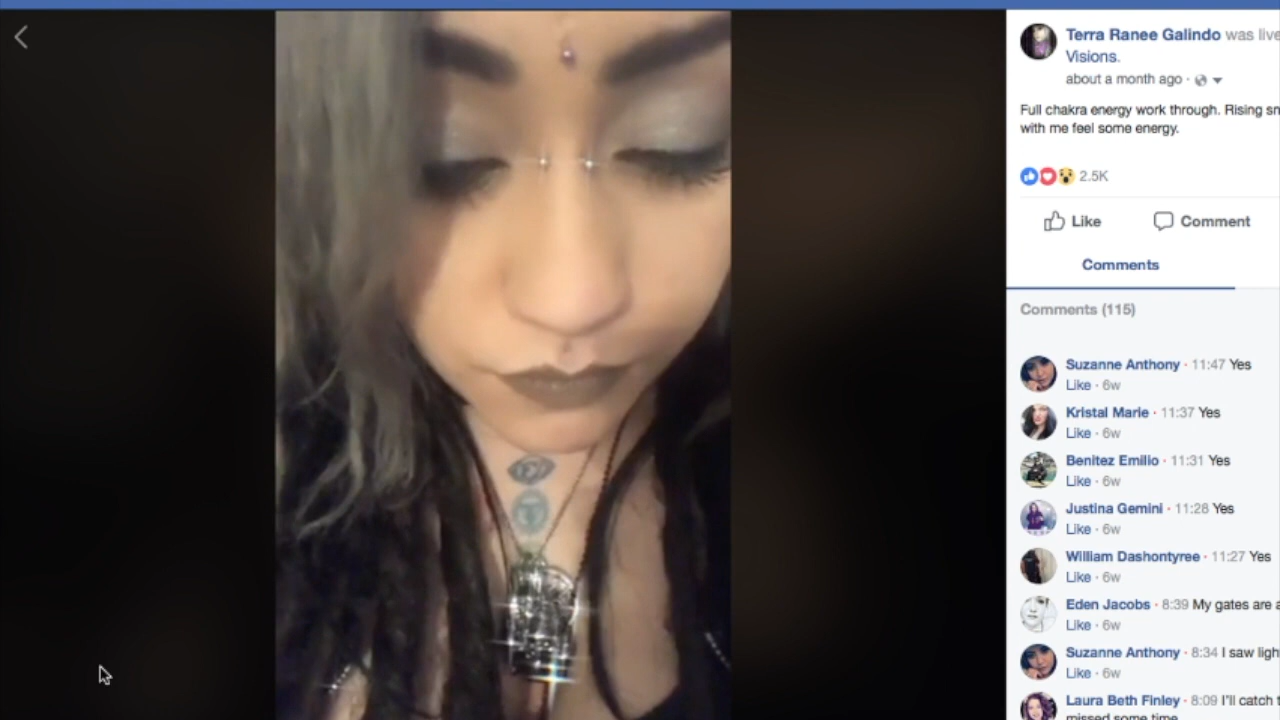 Terra Ranee Galindo was live
Visions.
about a month ago
Full chakra energy work through. Rising
with me feel some energy.
2.5K
Like Comment
Comments
Comments (115)
Suzanne Anthony · 11:47 Yes
Like · 6w
Kristal Marie · 11:37 Yes
Like · 6w
Benitez Emilio · 11:31 Yes
Like · 6w
Justina Gemini · 11:28 Yes
Like · 6w
William Dashontyree · 11:27 Yes
Like · 6w
Eden Jacobs · 8:39 My gates are
Like · 6w
Suzanne Anthony · 8:34 I saw
Like · 6w
Laura Beth Finley · 8:09 I'll catch
missed some time